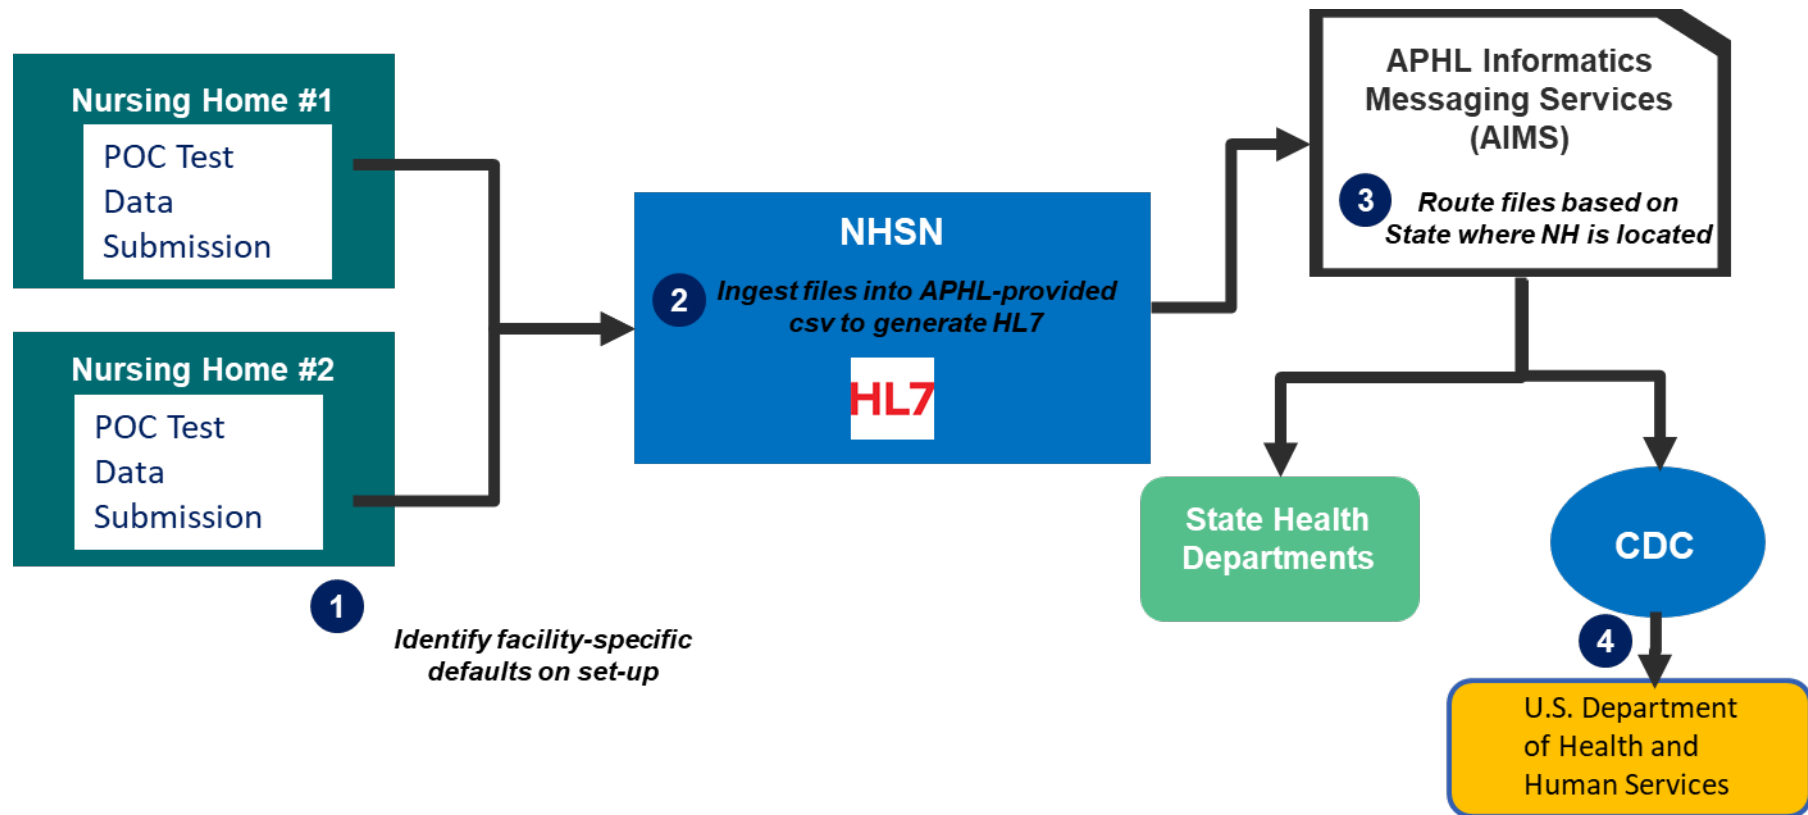 Nursing Home #1
POC Test
Data
Submission
Nursing Home #2
POC Test
Data
Submission
1
Identify facility-specific
defaults on set-up
NHSN
2
Ingest files into APHL-provided
csv to generate HL7
HL7
APHL Informatics
Messaging Services
(AIMS)
3
Route files based on
State where NH is located
State Health
Departments
CDC
4
U.S. Department
of Health and
Human Services